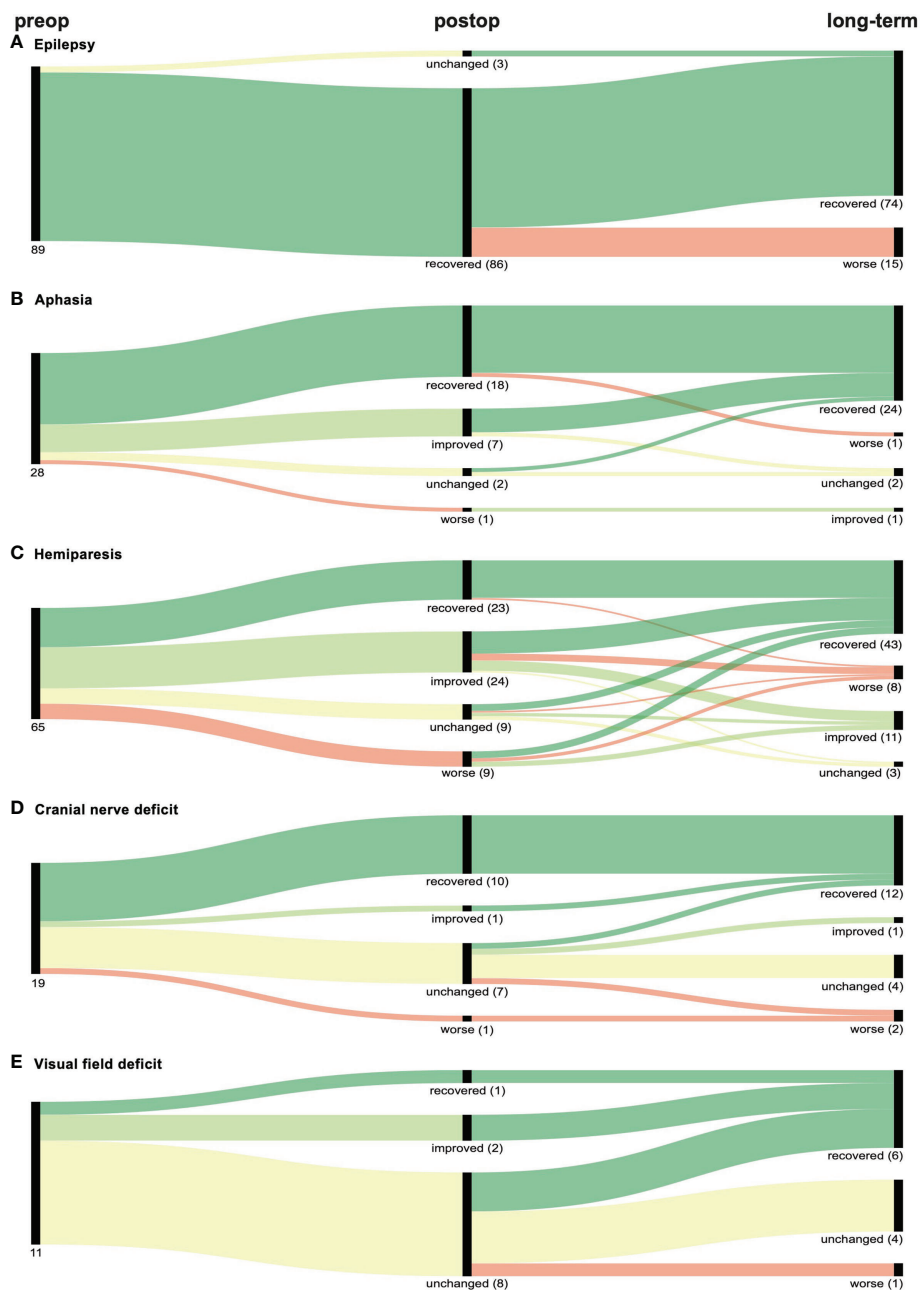 preop postop long-term
A Epilepsy
unchanged (3)
recovered (74)
89
recovered (86)
worse (15)
B Aphasia
recovered (18)
recovered (24)
improved (7)
worse (1)
28
unchanged (2)
unchanged (2)
worse (1)
improved (1)
C Hemiparesis
recovered (23)
recovered (43)
improved (24)
worse (8)
65
unchanged (9)
improved (11)
worse (9)
unchanged (3)
D Cranial nerve deficit
recovered (10)
recovered (12)
improved (1)
improved (1)
19
unchanged (7)
unchanged (4)
worse (1)
worse (2)
E Visual field deficit
recovered (1)
improved (2)
recovered (6)
unchanged (4)
11
unchanged (8)
worse (1)